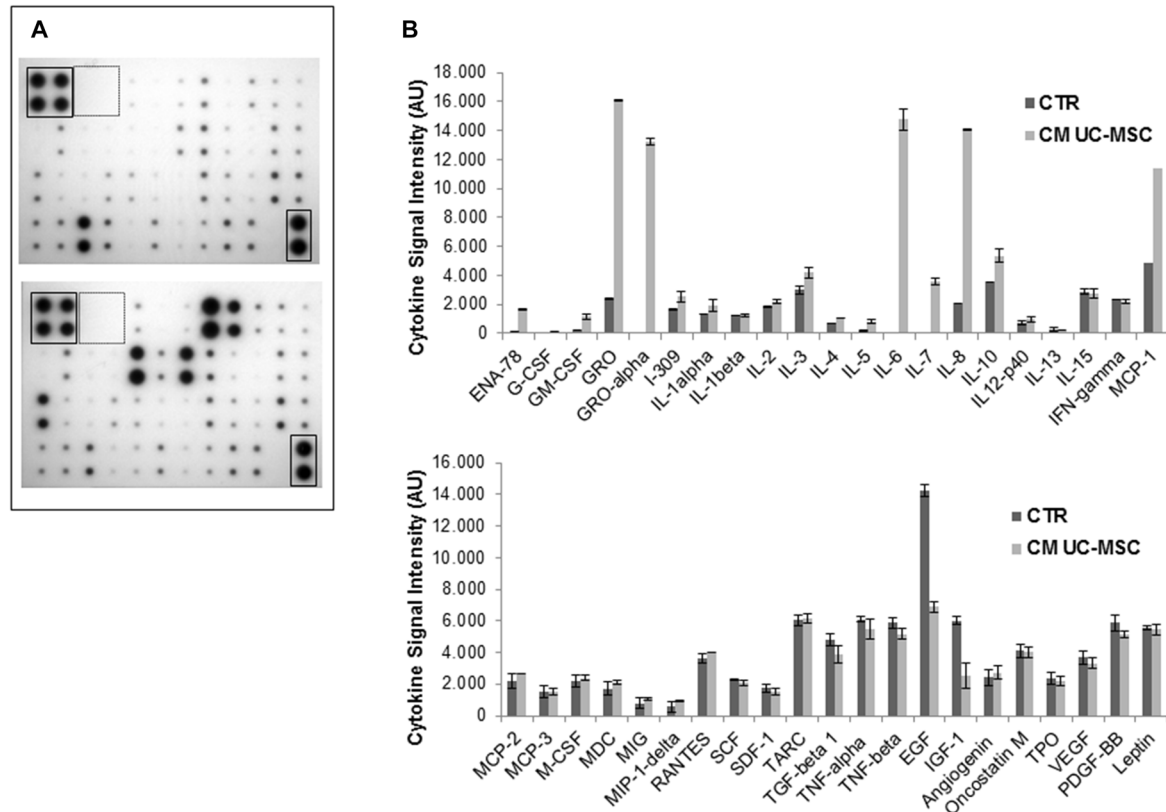 A
B
Cytokine Signal Intensity (AU)
18.000
16.000
14.000
12.000
10.000
8.000
6.000
4.000
2.000
0
CTR
CM UC-MSC
ENA-78
G-CSF
GM-CSF
GRO
GRO-alpha
I-309
IL-1alpha
IL-1beta
IL-2
IL-3
IL-4
IL-5
IL-6
IL-7
IL-8
IL-10
IL12-p40
IL-13
IL-15
IFN-gamma
MCP-1
Cytokine Signal Intensity (AU)
16.000
14.000
12.000
10.000
8.000
6.000
4.000
2.000
0
CTR
CM UC-MSC
MCP-2
MCP-3
M-CSF
MDC
MIG
MIP-1-delta
RANTES
SCF
SDF-1
TARC
TGF-beta 1
TNF-alpha
TNF-beta
EGF
IGF-1
Angiogenin
Oncostatin M
TPO
VEGF
PDGF-BB
Leptin